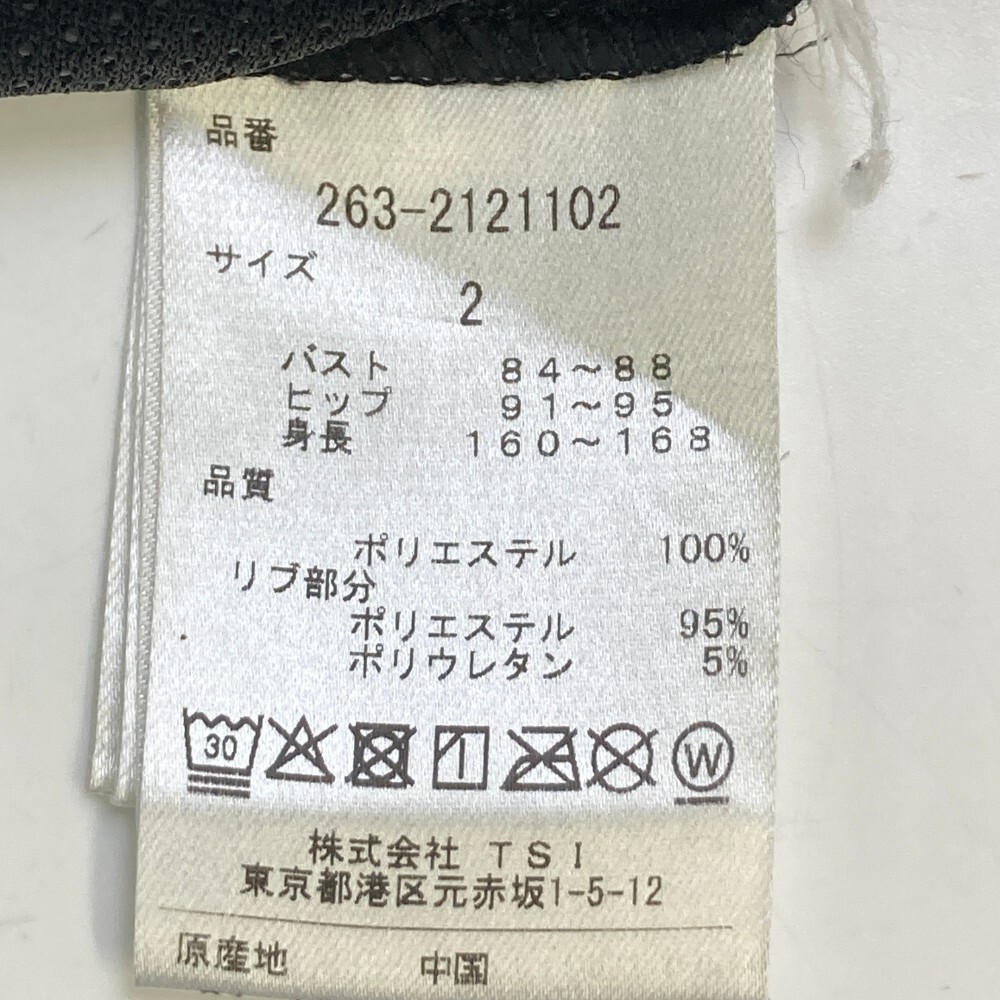 品番
263-2121102
サイズ
2
バスト 84～88
ヒップ 91～95
身長 160～168
品質
ポリエステル 100%
リブ部分
ポリエステル 95%
ポリウレタン 5%
30 W
株式会社 TSI
東京都港区元赤坂1-5-12
原産地 中国